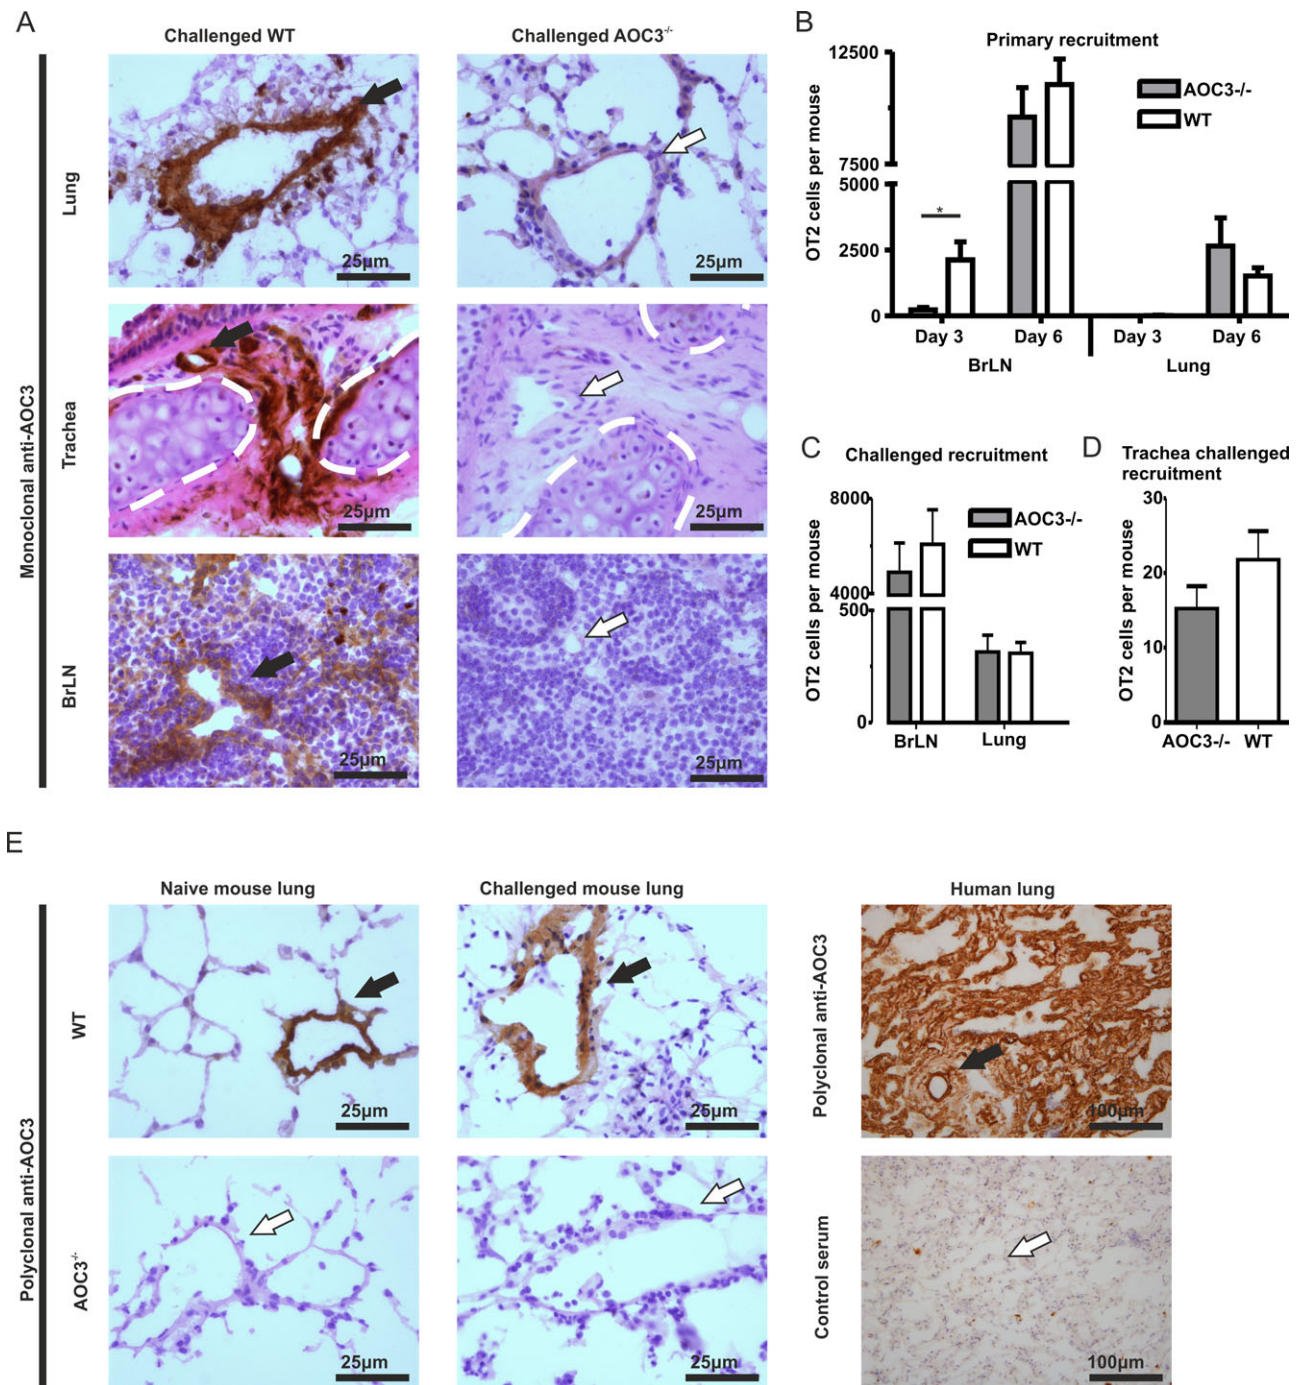 A
Challenged WT
Challenged AOC3-/-
Monoclonal anti-AOC3
Lung
25μm
25μm
Trachea
25μm
25μm
BrLN
25μm
25μm
B
Primary recruitment
OT2 cells per mouse
12500
7500
5000
2500
0
AOC3-/-
WT
*
Day 3
Day 6
Day 3
Day 6
BrLN
Lung
C
Challenged recruitment
OT2 cells per mouse
8000
4000
500
0
AOC3-/-
WT
BrLN
Lung
D
Trachea challenged
recruitment
OT2 cells per mouse
30
20
10
0
AOC3-/-
WT
E
Naive mouse lung
Challenged mouse lung
Human lung
Polyclonal anti-AOC3
WT
25μm
25μm
Polyclonal anti-AOC3
100μm
AOC3-/-
25μm
25μm
Control serum
100μm